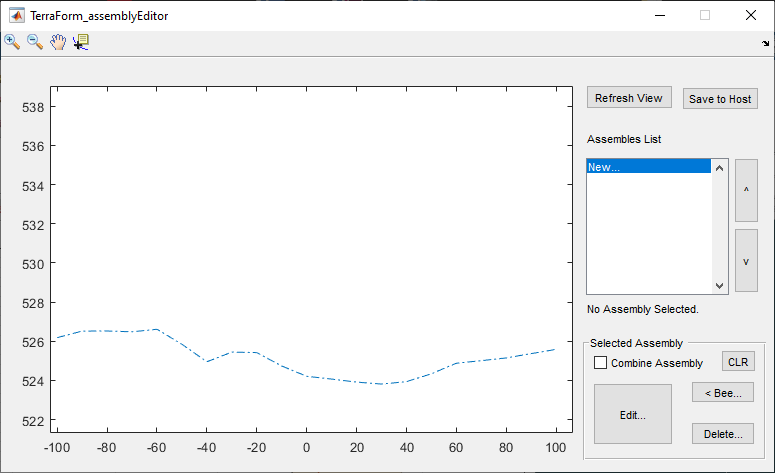 TerraForm_assemblyEditor
538
536
534
532
530
528
526
524
522
-100 -80 -60 -40 -20 0 20 40 60 80 100
Refresh View Save to Host
Assembles List
New...
^
v
No Assembly Selected.
Selected Assembly
Combine Assembly CLR
Edit...
< Bee...
Delete...